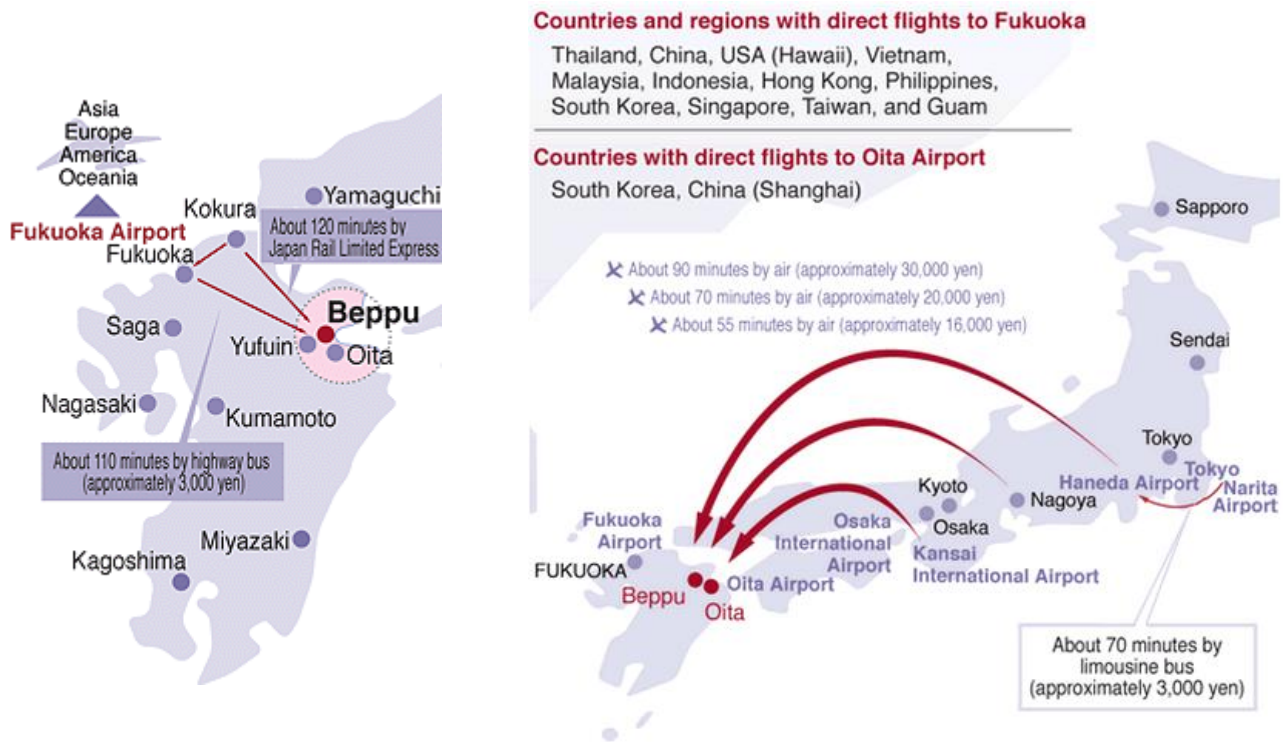 Asia
Europe
America
Oceania
Fukuoka Airport
Kokura
Yamaguchi
About 120 minutes by
Japan Rail Limited Express
Fukuoka
Beppu
Saga
Yufuin
Oita
Nagasaki
Kumamoto
About 110 minutes by highway bus
(approximately 3,000 yen)
Miyazaki
Kagoshima
Countries and regions with direct flights to Fukuoka
Thailand, China, USA (Hawaii), Vietnam,
Malaysia, Indonesia, Hong Kong, Philippines,
South Korea, Singapore, Taiwan, and Guam
Countries with direct flights to Oita Airport
South Korea, China (Shanghai)
Sapporo
About 90 minutes by air (approximately 30,000 yen)
About 70 minutes by air (approximately 20,000 yen)
About 55 minutes by air (approximately 16,000 yen)
Sendai
Tokyo
Haneda Airport
Tokyo
Narita
Airport
Kyoto
Nagoya
Osaka
Osaka
International
Airport
Kansai
International Airport
Fukuoka
Airport
FUKUOKA
Beppu
Oita Airport
Oita
About 70 minutes by
limousine bus
(approximately 3,000 yen)